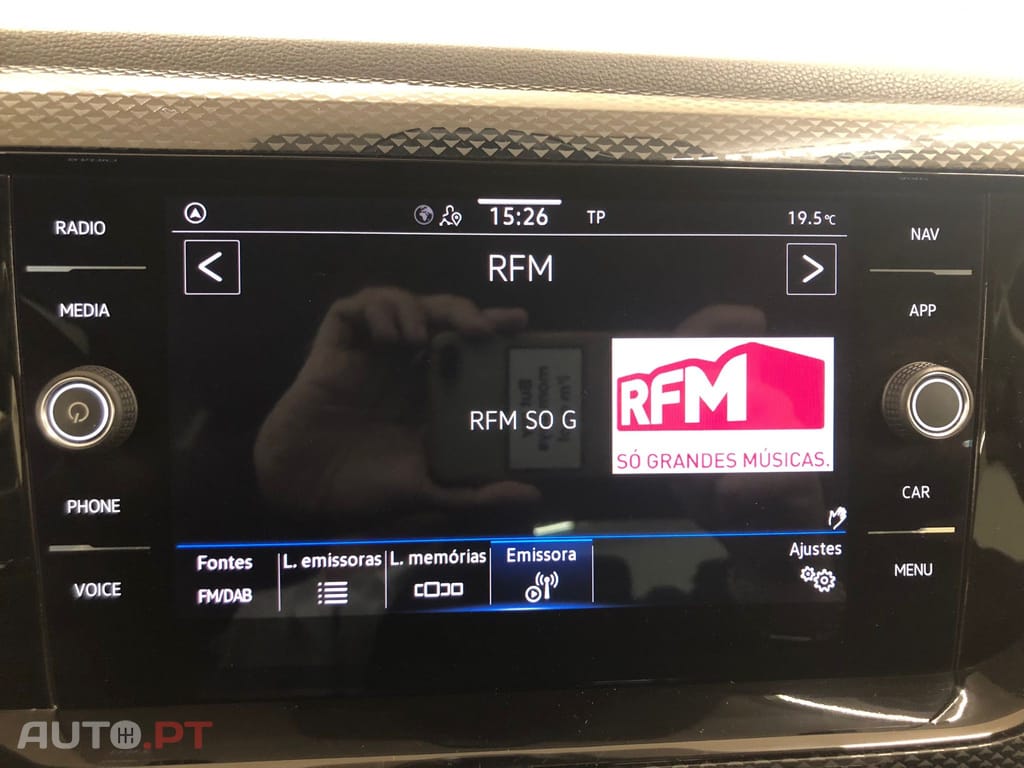 RADIO
MEDIA
PHONE
VOICE
15:26
TP
19.5°C
<
RFM
>
RFM SO G
RFM
SÓ GRANDES MÚSICAS.
Fontes
FM/DAB
L. emissoras
L. memórias
Emissora
Ajustes
NAV
APP
CAR
MENU
AUTO.PT